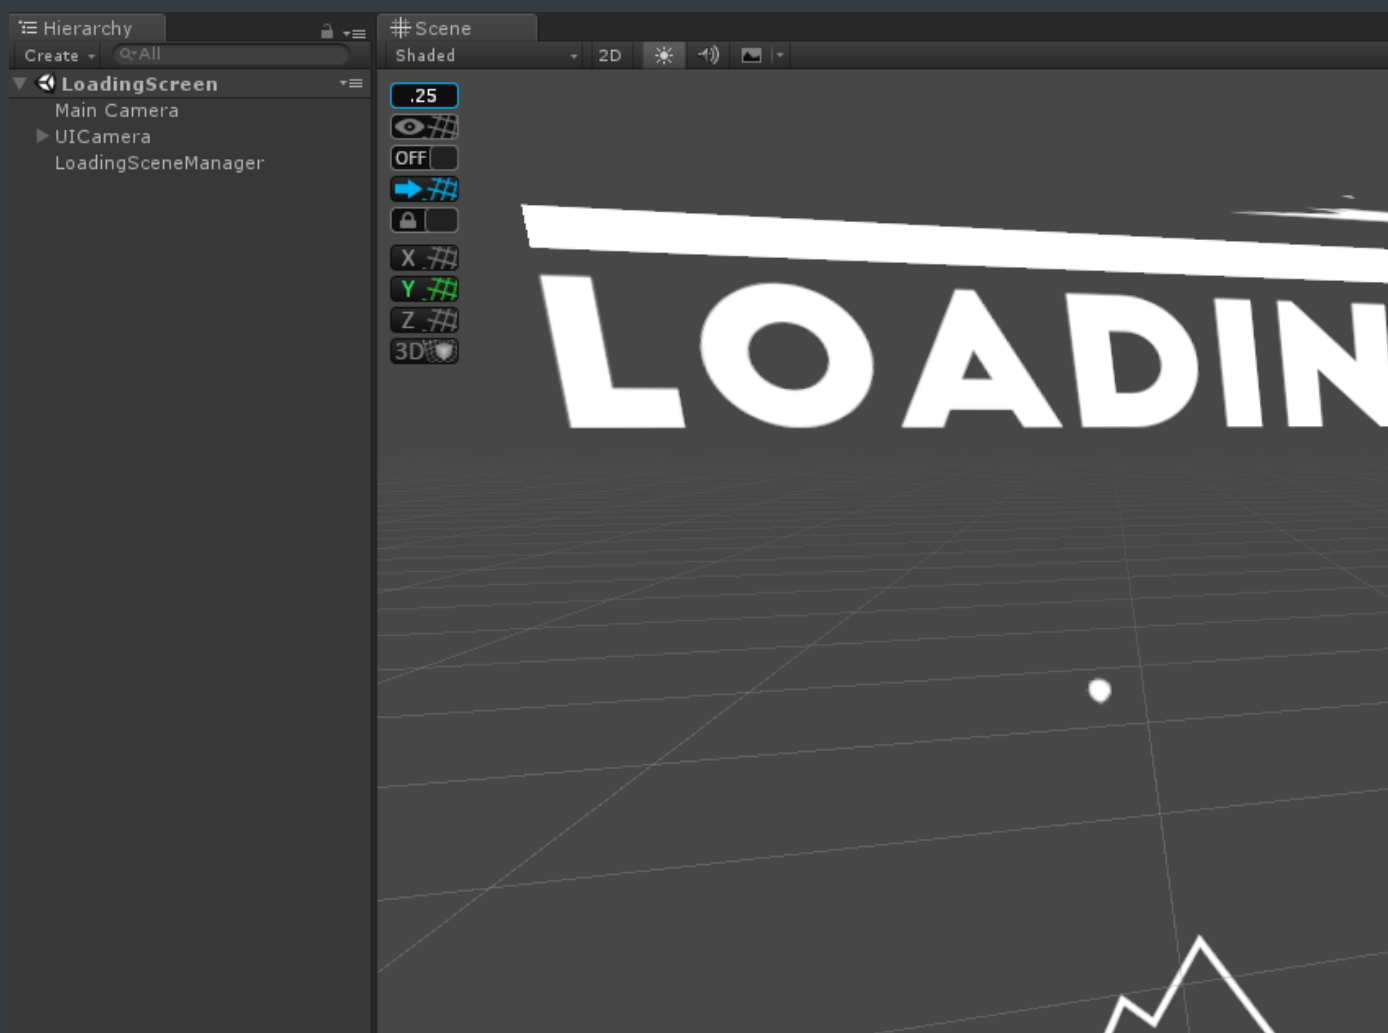 Hierarchy
Create
All
LoadingScreen
Main Camera
UICamera
LoadingSceneManager
Scene
Shaded
2D
.25
OFF
X
Y
Z
3D
LOADIN